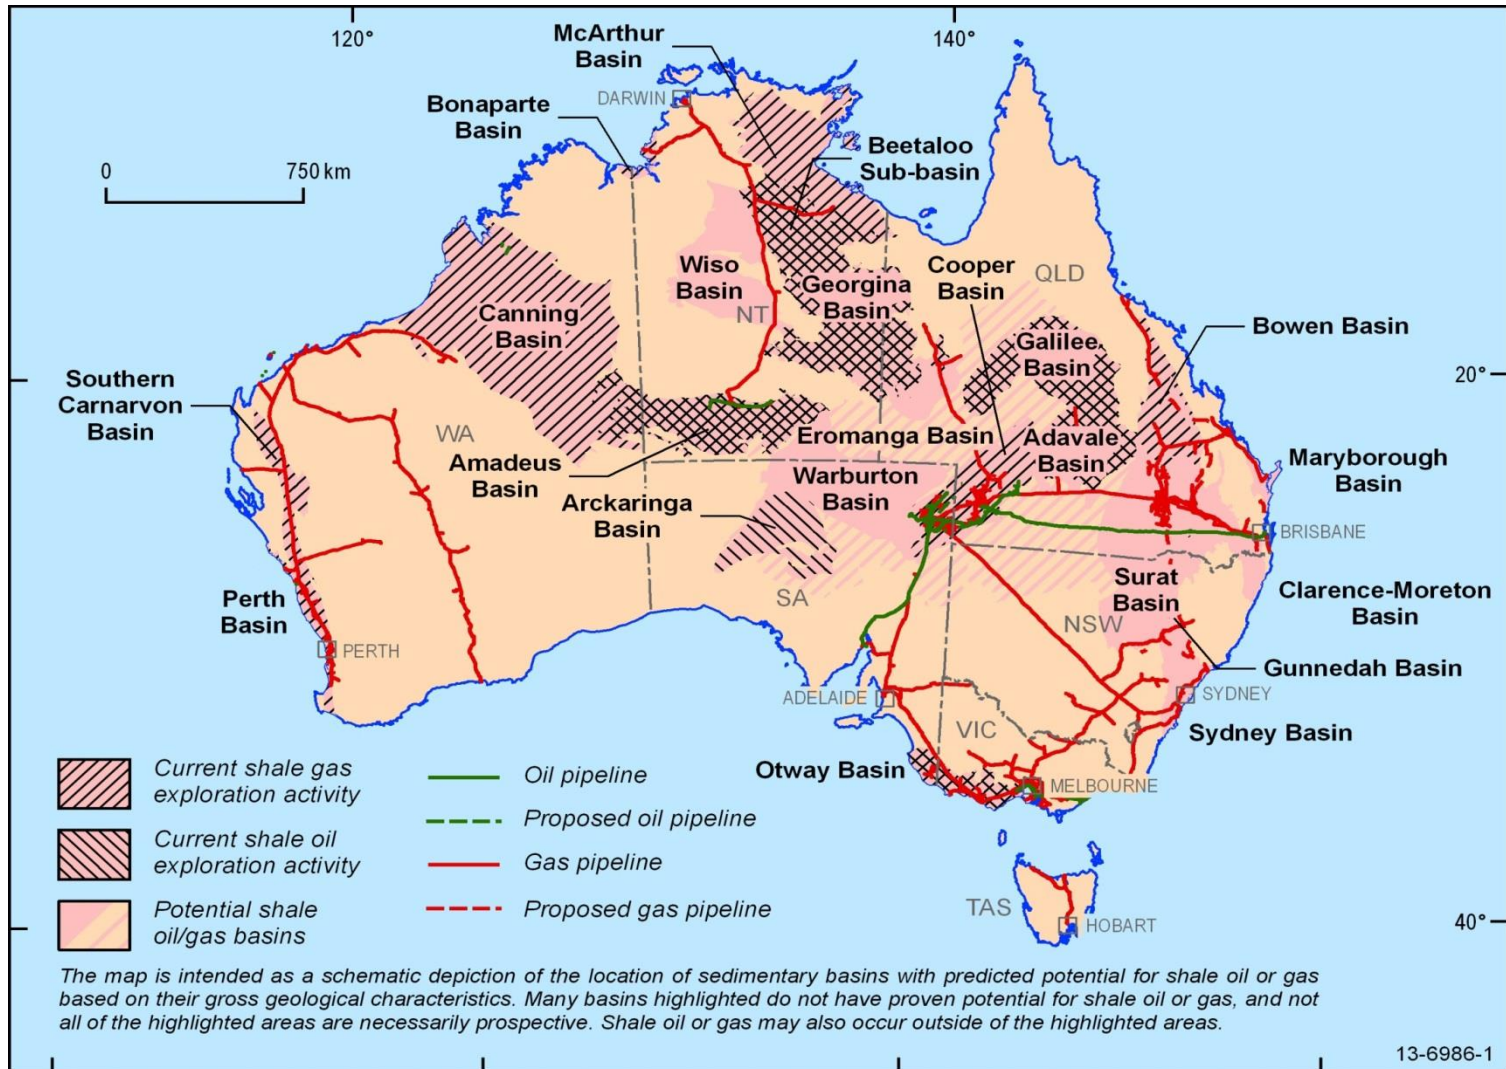 120°
140°
McArthur
Basin
DARWIN
Bonaparte
Basin
Beetaloo
Sub-basin
0 750 km
Cooper
Basin
QLD
Wiso
Basin
Georgina
Basin
NT
Canning
Basin
Bowen Basin
Galilee
Basin
20°
Southern
Carnarvon
Basin
WA
Eromanga Basin
Adavale
Basin
Amadeus
Basin
Warburton
Basin
Maryborough
Basin
Arckaringa
Basin
BRISBANE
Perth
Basin
SA
Surat
Basin
Clarence-Moreton
Basin
NSW
PERTH
Gunnedah Basin
ADELAIDE
SYDNEY
VIC
Sydney Basin
Otway Basin
MELBOURNE
Current shale gas
exploration activity
Current shale oil
exploration activity
Potential shale
oil/gas basins
Oil pipeline
Proposed oil pipeline
Gas pipeline
Proposed gas pipeline
TAS
HOBART
40°
The map is intended as a schematic depiction of the location of sedimentary basins with predicted potential for shale oil or gas
based on their gross geological characteristics. Many basins highlighted do not have proven potential for shale oil or gas, and not
all of the highlighted areas are necessarily prospective. Shale oil or gas may also occur outside of the highlighted areas.
13-6986-1